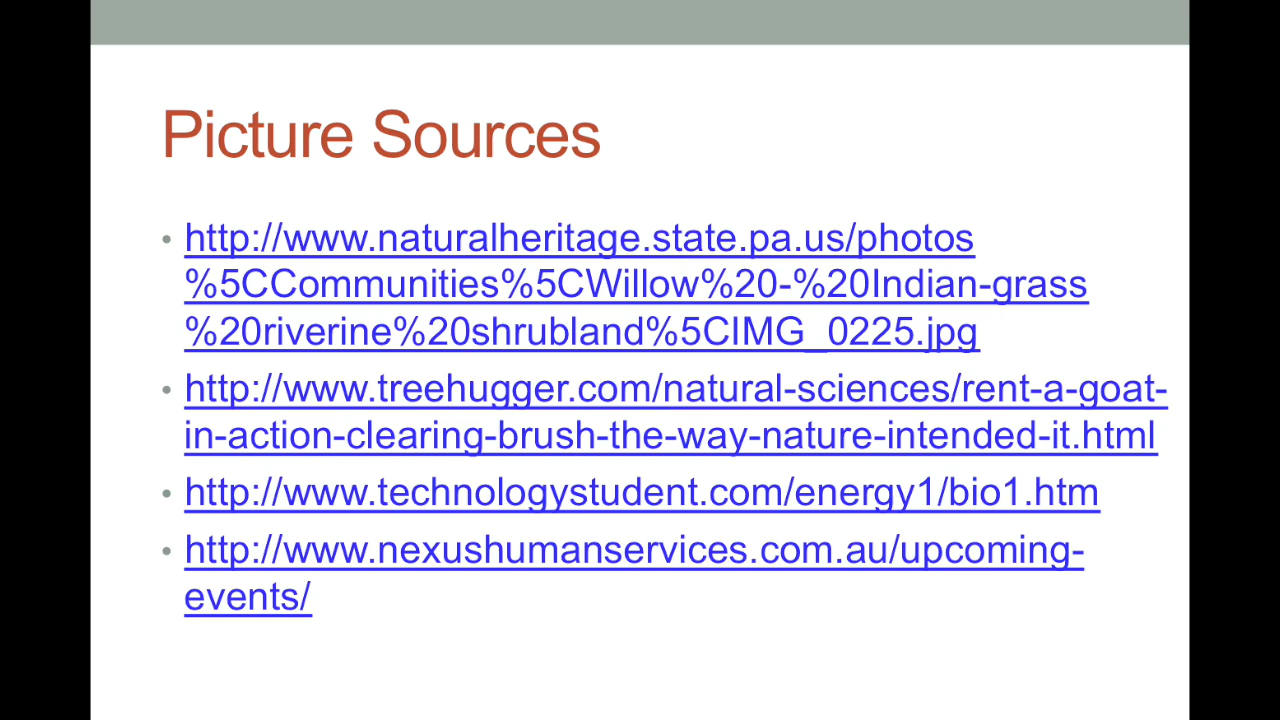 Picture Sources
• http://www.naturalheritage.state.pa.us/photos
%5CCommunities%5CWillow%20-%20Indian-grass
%20riverine%20shrubland%5CIMG_0225.jpg
• http://www.treehugger.com/natural-sciences/rent-a-goat-
in-action-clearing-brush-the-way-nature-intended-it.html
• http://www.technologystudent.com/energy1/bio1.htm
• http://www.nexushumanservices.com.au/upcoming-
events/